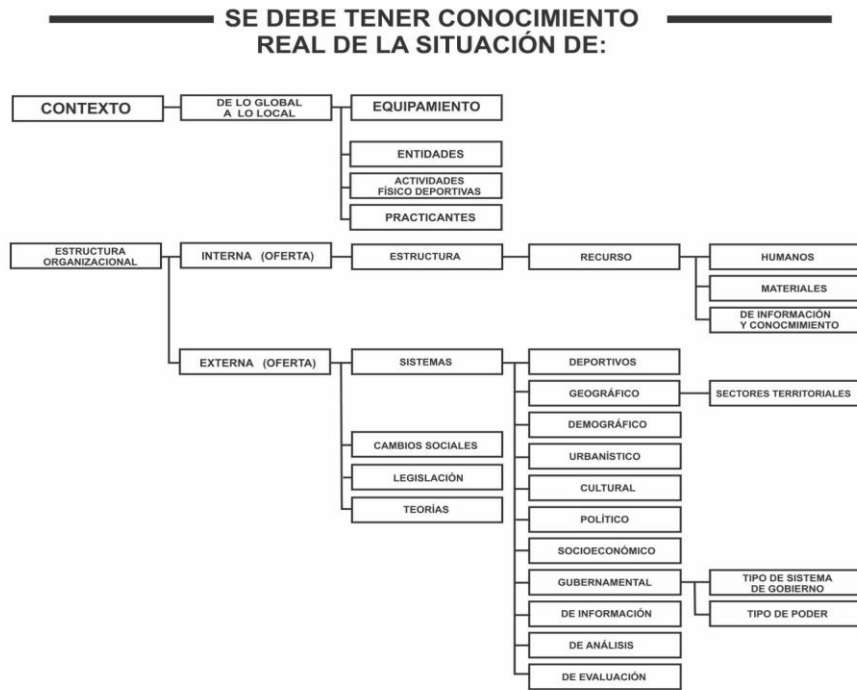 SE DEBE TENER CONOCIMIENTO
REAL DE LA SITUACIÓN DE:
CONTEXTO
DE LO GLOBAL
A LO LOCAL
EQUIPAMIENTO
ENTIDADES
ACTIVIDADES
FÍSICO DEPORTIVAS
PRACTICANTES
ESTRUCTURA
ORGANIZACIONAL
INTERNA (OFERTA)
ESTRUCTURA
RECURSO
HUMANOS
MATERIALES
DE INFORMACIÓN
Y CONOCMIMIENTO
EXTERNA (OFERTA)
SISTEMAS
DEPORTIVOS
GEOGRÁFICO
SECTORES TERRITORIALES
DEMOGRÁFICO
CAMBIOS SOCIALES
URBANÍSTICO
LEGISLACIÓN
CULTURAL
TEORÍAS
POLÍTICO
SOCIOECONÓMICO
GUBERNAMENTAL
TIPO DE SISTEMA
DE GOBIERNO
DE INFORMACIÓN
TIPO DE PODER
DE ANÁLISIS
DE EVALUACIÓN